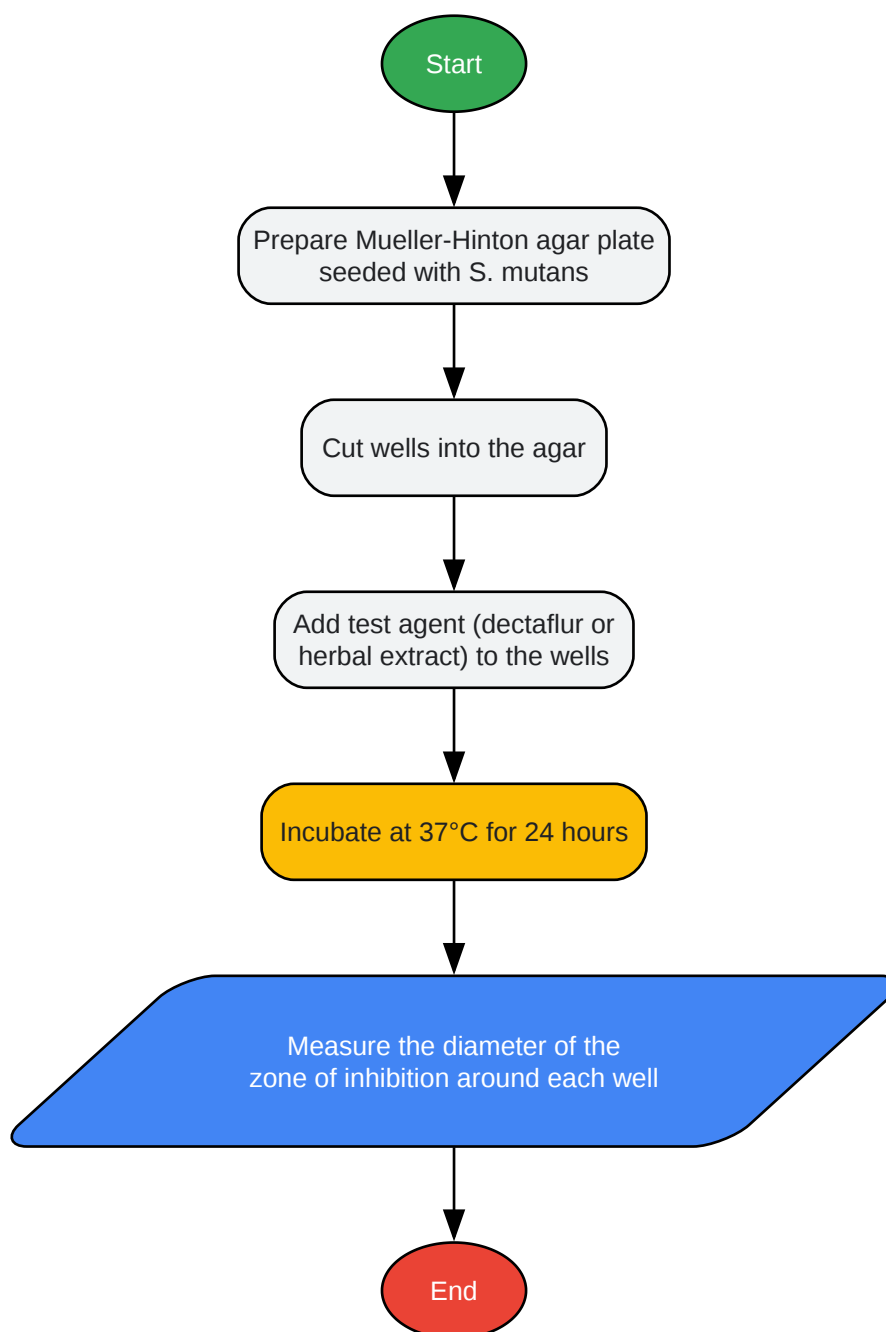 Start
Prepare Mueller-Hinton agar plate
seeded with S. mutans
Cut wells into the agar
Add test agent (dectaflur or
herbal extract) to the wells
Incubate at 37°C for 24 hours
Measure the diameter of the
zone of inhibition around each well
End